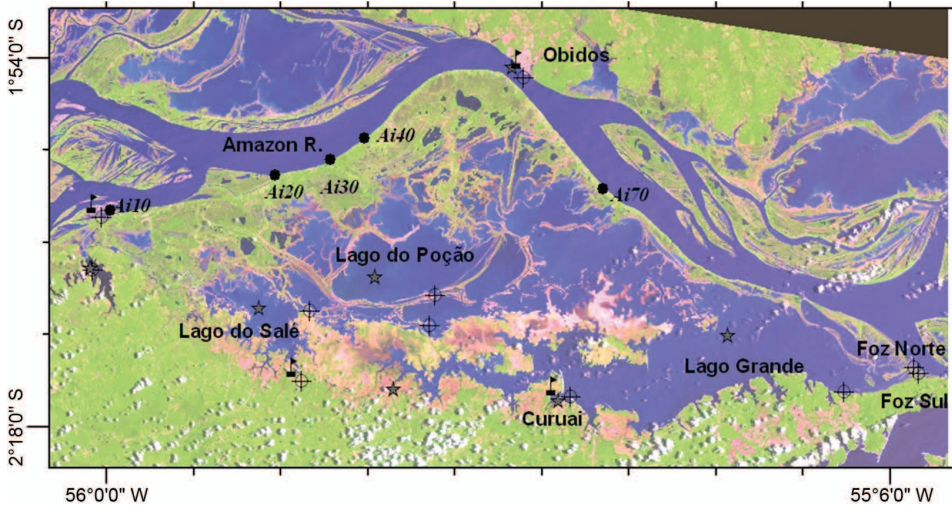 1°54'0" S
Obidos
Amazon R.
Ai40
Ai20
Ai30
Ai70
Ai10
Lago do Poção
Lago do Salé
Lago Grande
Foz Norte
Foz Sul
Curuai
2°18'0" S
56°0'0" W
55°6'0" W